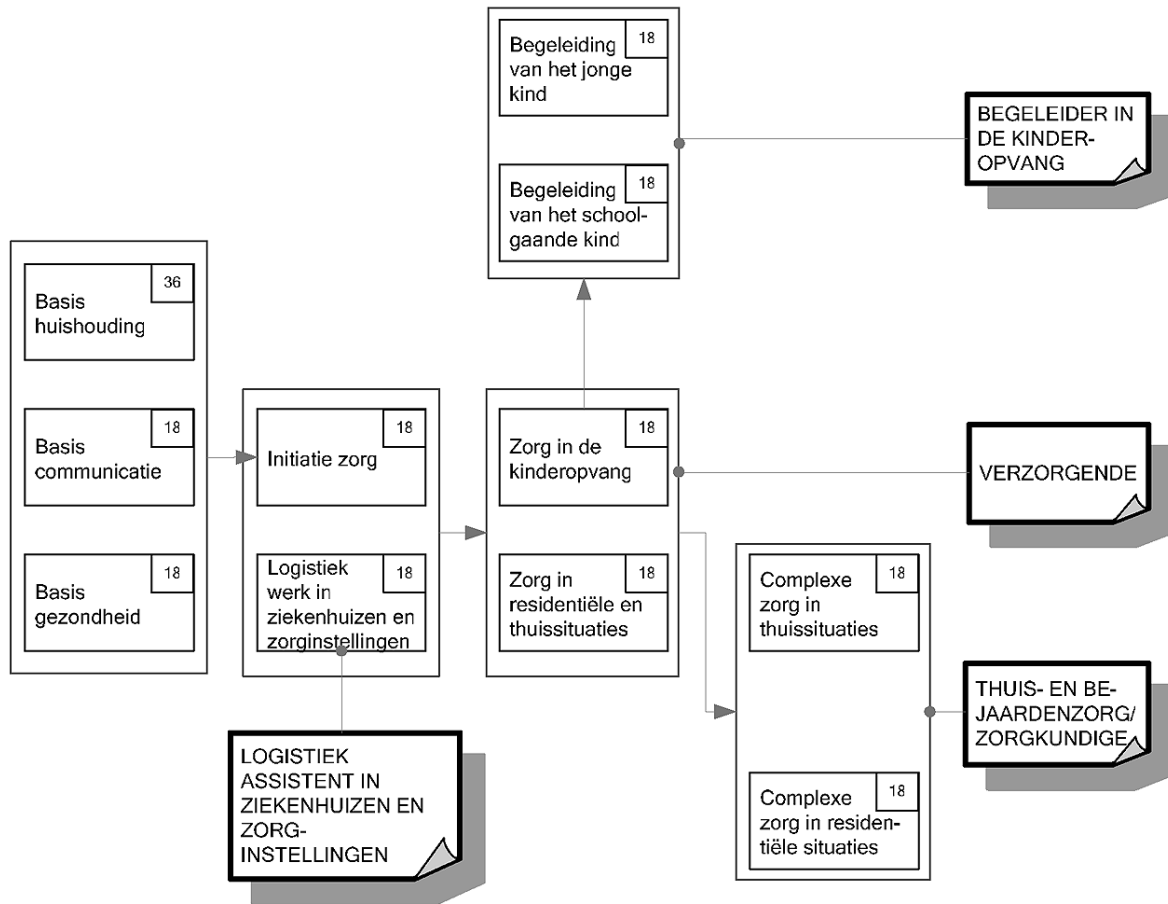 Begeleiding
van het jonge
kind
18
Begeleiding
van het school-
gaande kind
18
BEGELEIDER IN
DE KINDER-
OPVANG
Basis
huishouding
36
Basis
communicatie
18
Basis
gezondheid
18
Initiatie zorg
18
Logistiek
werk in
ziekenhuizen en
zorginstellingen
18
Zorg in de
kinderopvang
18
Zorg in
residentiële en
thuissituaties
18
VERZORGENDE
Complexe
zorg in
thuissituaties
18
Complexe
zorg in residen-
tiële situaties
18
THUIS- EN BE-
JAARDENZORG/
ZORGKUNDIGE
LOGISTIEK
ASSISTENT IN
ZIEKENHUIZEN EN
ZORG-
INSTELLINGEN